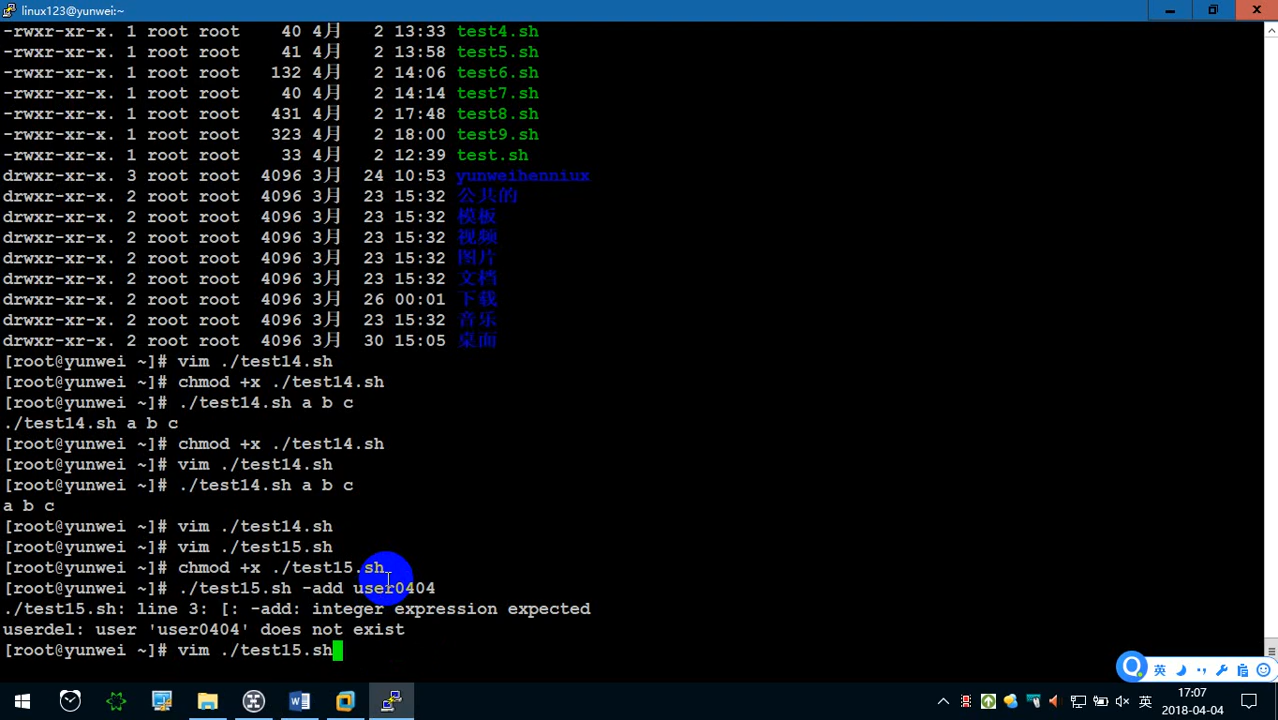 linux123@yunwei:~
-rwxr-xr-x. 1 root root    40 4月   2 13:33 test4.sh
-rwxr-xr-x. 1 root root    41 4月   2 13:58 test5.sh
-rwxr-xr-x. 1 root root   132 4月   2 14:06 test6.sh
-rwxr-xr-x. 1 root root    40 4月   2 14:14 test7.sh
-rwxr-xr-x. 1 root root   431 4月   2 17:48 test8.sh
-rwxr-xr-x. 1 root root   323 4月   2 18:00 test9.sh
-rwxr-xr-x. 1 root root    33 4月   2 12:39 test.sh
drwxr-xr-x. 3 root root  4096 3月  24 10:53 yunweihenniux
drwxr-xr-x. 2 root root  4096 3月  23 15:32 公共的
drwxr-xr-x. 2 root root  4096 3月  23 15:32 模板
drwxr-xr-x. 2 root root  4096 3月  23 15:32 视频
drwxr-xr-x. 2 root root  4096 3月  23 15:32 图片
drwxr-xr-x. 2 root root  4096 3月  23 15:32 文档
drwxr-xr-x. 2 root root  4096 3月  26 00:01 下载
drwxr-xr-x. 2 root root  4096 3月  23 15:32 音乐
drwxr-xr-x. 2 root root  4096 3月  30 15:05 桌面
[root@yunwei ~]# vim ./test14.sh
[root@yunwei ~]# chmod +x ./test14.sh
[root@yunwei ~]# ./test14.sh a b c
./test14.sh a b c
[root@yunwei ~]# chmod +x ./test14.sh
[root@yunwei ~]# vim ./test14.sh
[root@yunwei ~]# ./test14.sh a b c
a b c
[root@yunwei ~]# vim ./test14.sh
[root@yunwei ~]# vim ./test15.sh
[root@yunwei ~]# chmod +x ./test15.sh
[root@yunwei ~]# ./test15.sh -add user0404
./test15.sh: line 3: [: -add: integer expression expected
userdel: user 'user0404' does not exist
[root@yunwei ~]# vim ./test15.sh
英
英
17:07
2018-04-04